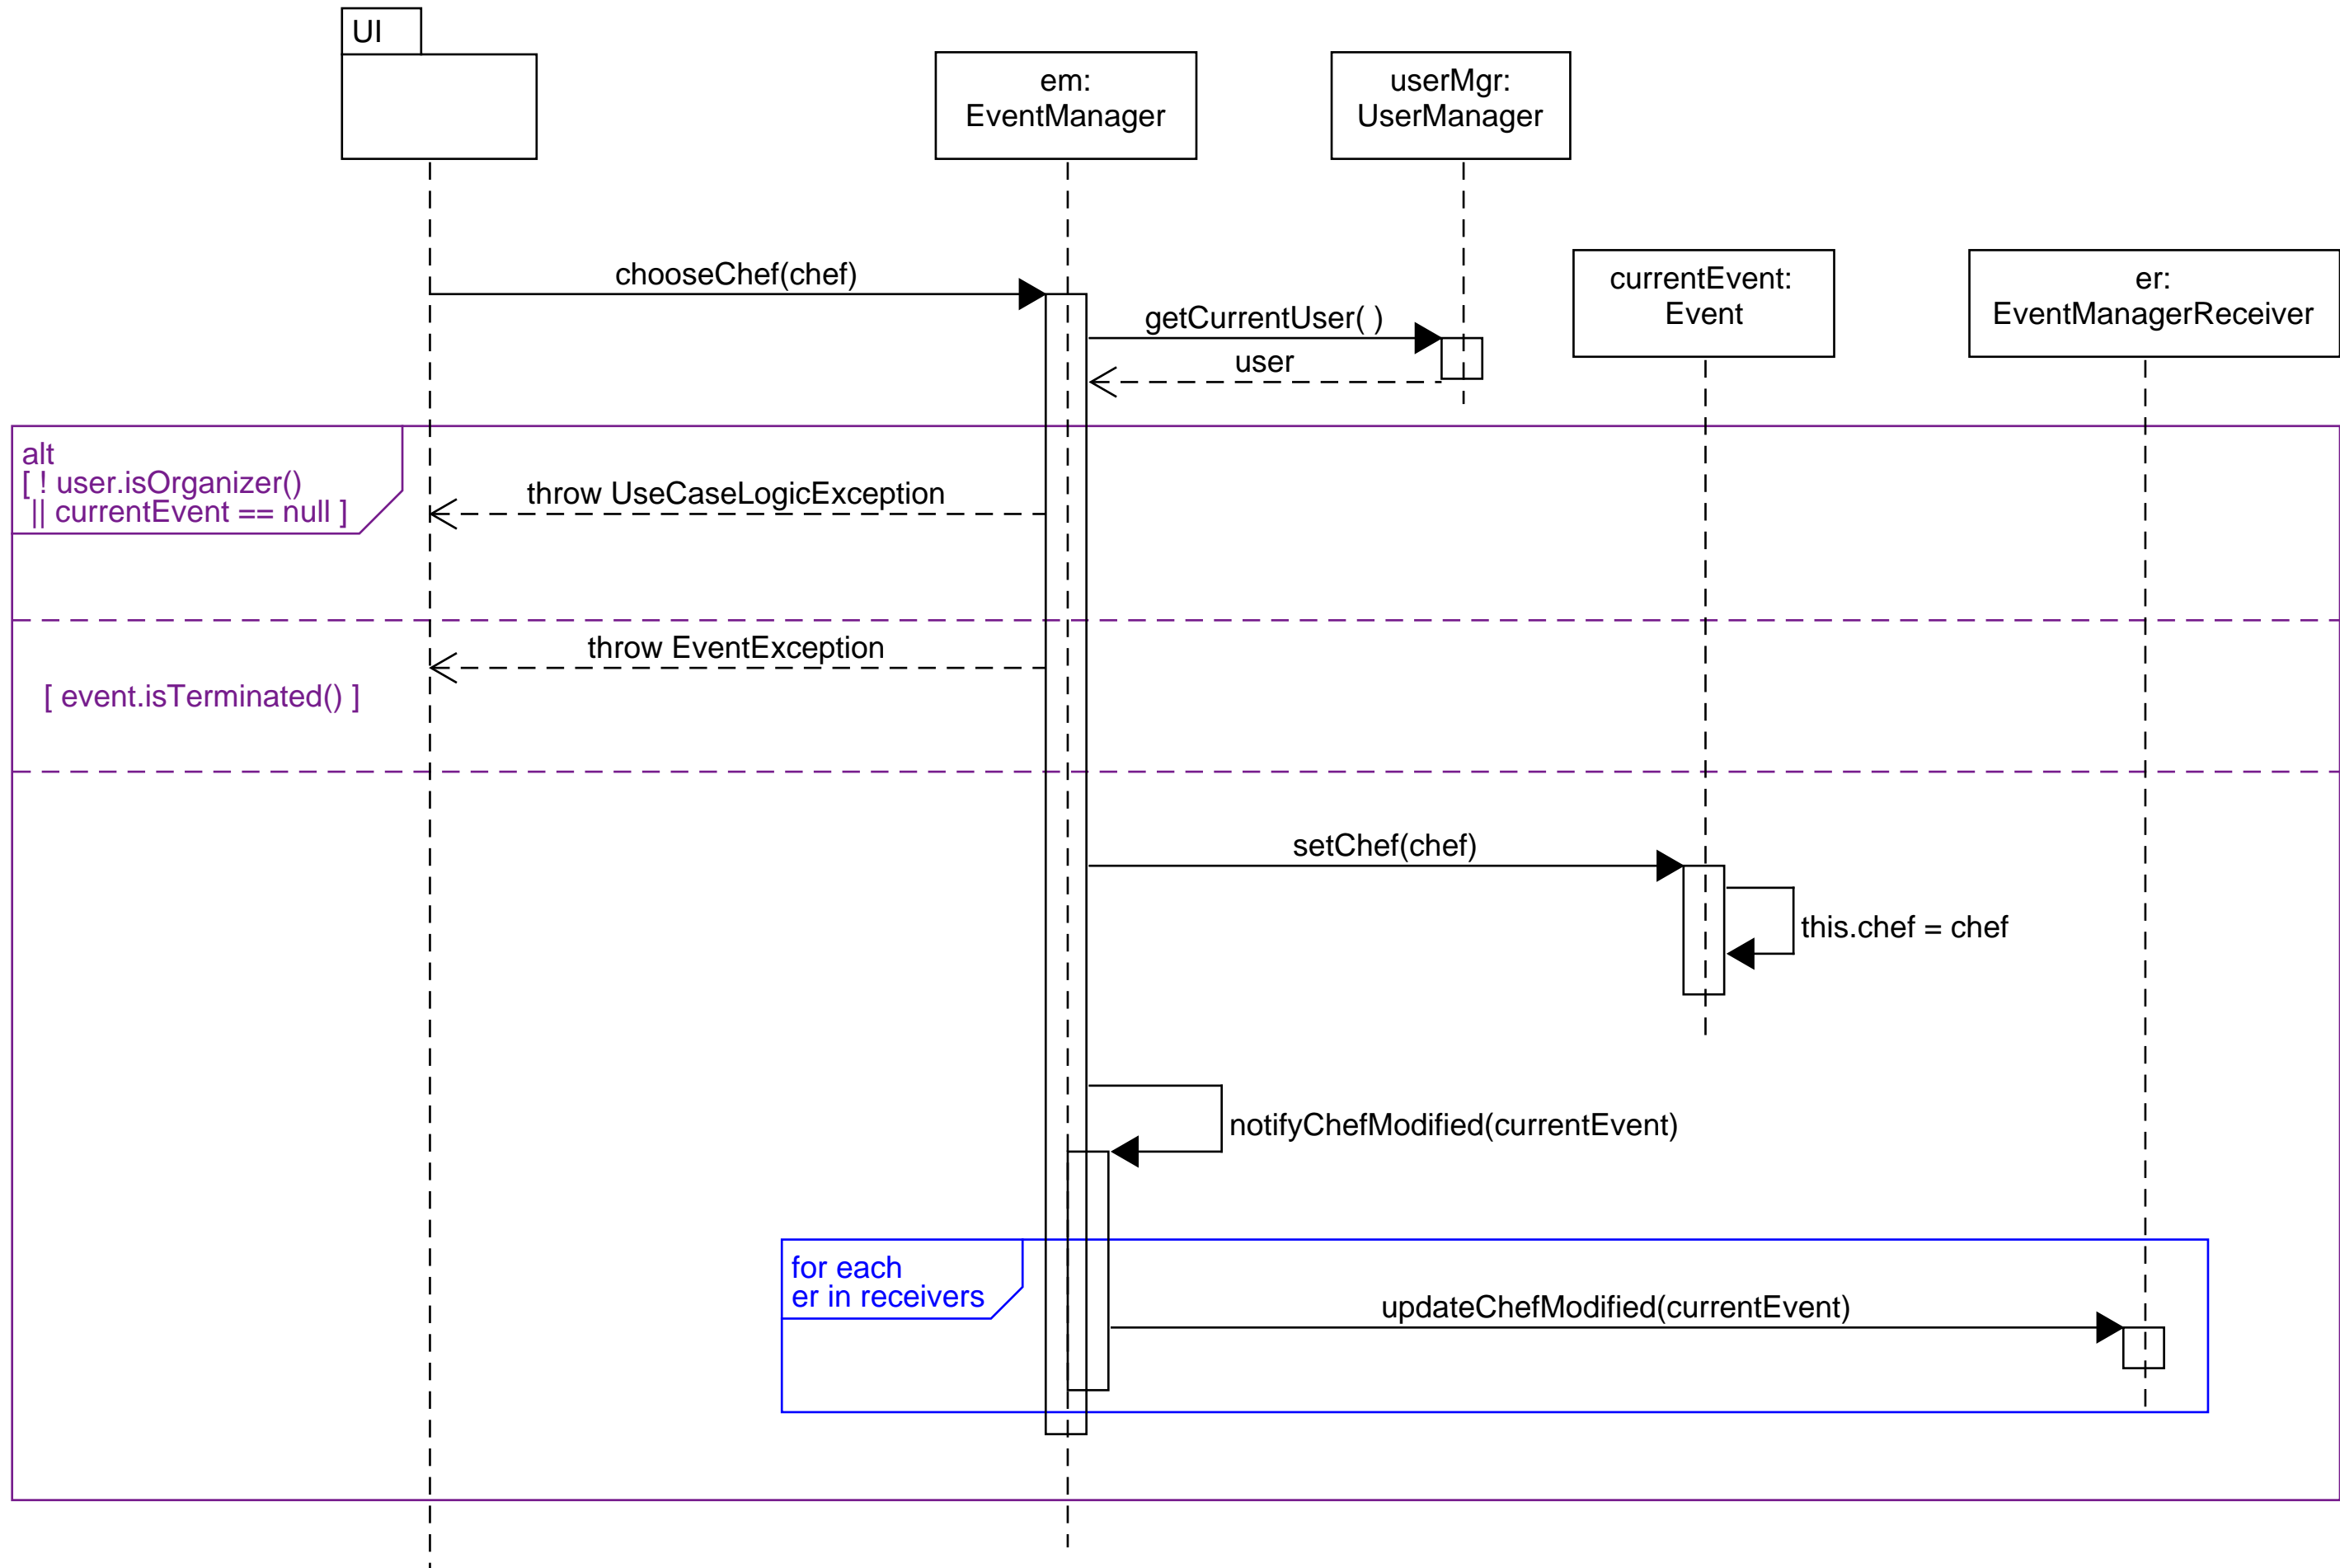 UI
em:
EventManager
userMgr:
UserManager
chooseChef(chef)
currentEvent:
Event
er:
EventManagerReceiver
getCurrentUser( )
user
alt
[ ! user.isOrganizer()
|| currentEvent == null ]
throw UseCaseLogicException
throw EventException
[ event.isTerminated() ]
setChef(chef)
this.chef = chef
notifyChefModified(currentEvent)
for each
er in receivers
updateChefModified(currentEvent)